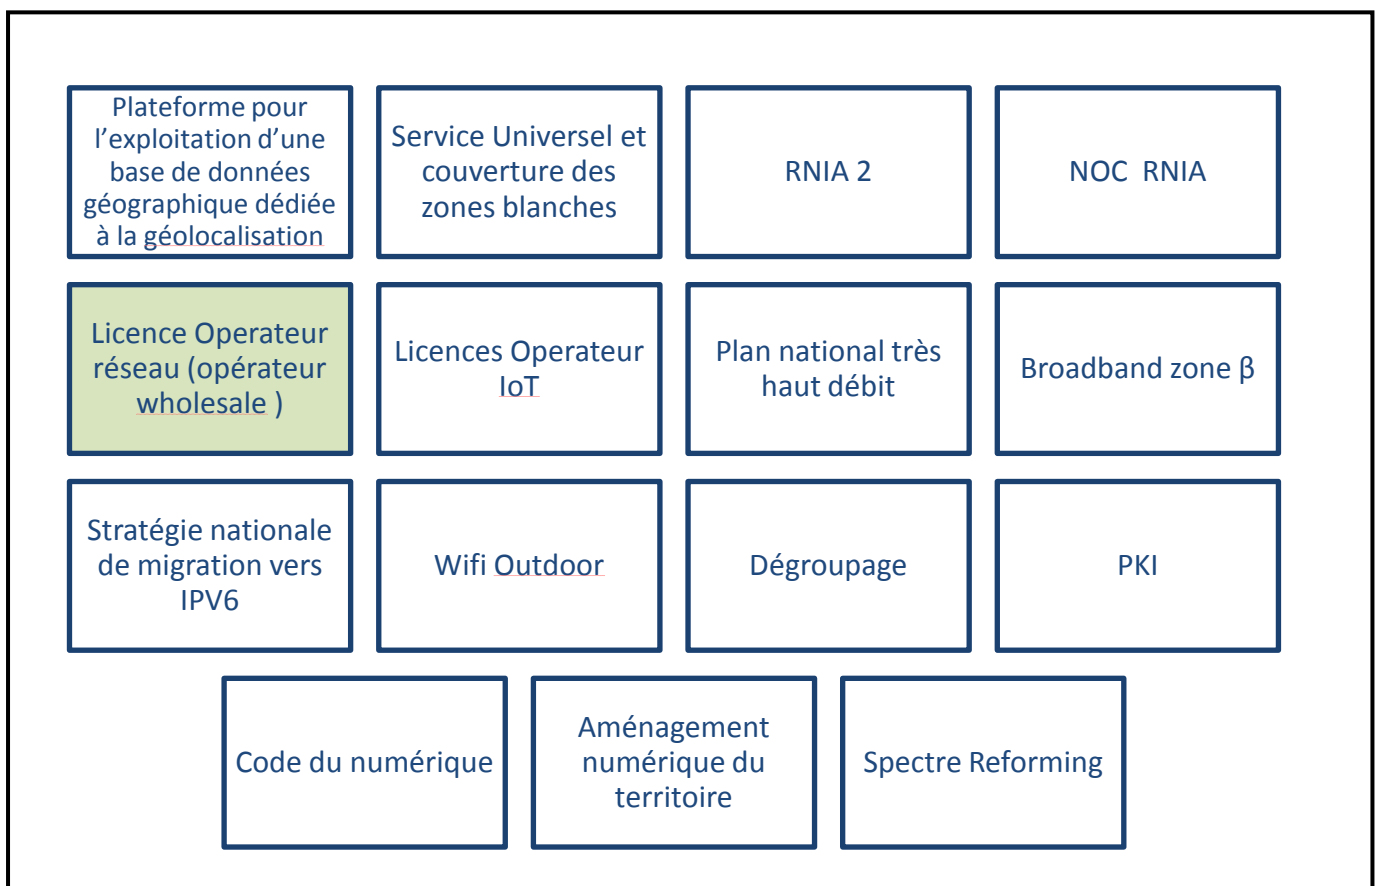 Plateforme pour
l’exploitation d’une
base de données
géographique dédiée
à la géolocalisation
Service Universel et
couverture des
zones blanches
RNIA 2
NOC RNIA
Licence Operateur
réseau (opérateur
wholesale )
Licences Operateur
IoT
Plan national très
haut débit
Broadband zone β
Stratégie nationale
de migration vers
IPV6
Wifi Outdoor
Dégroupage
PKI
Code du numérique
Aménagement
numérique du
territoire
Spectre Reforming